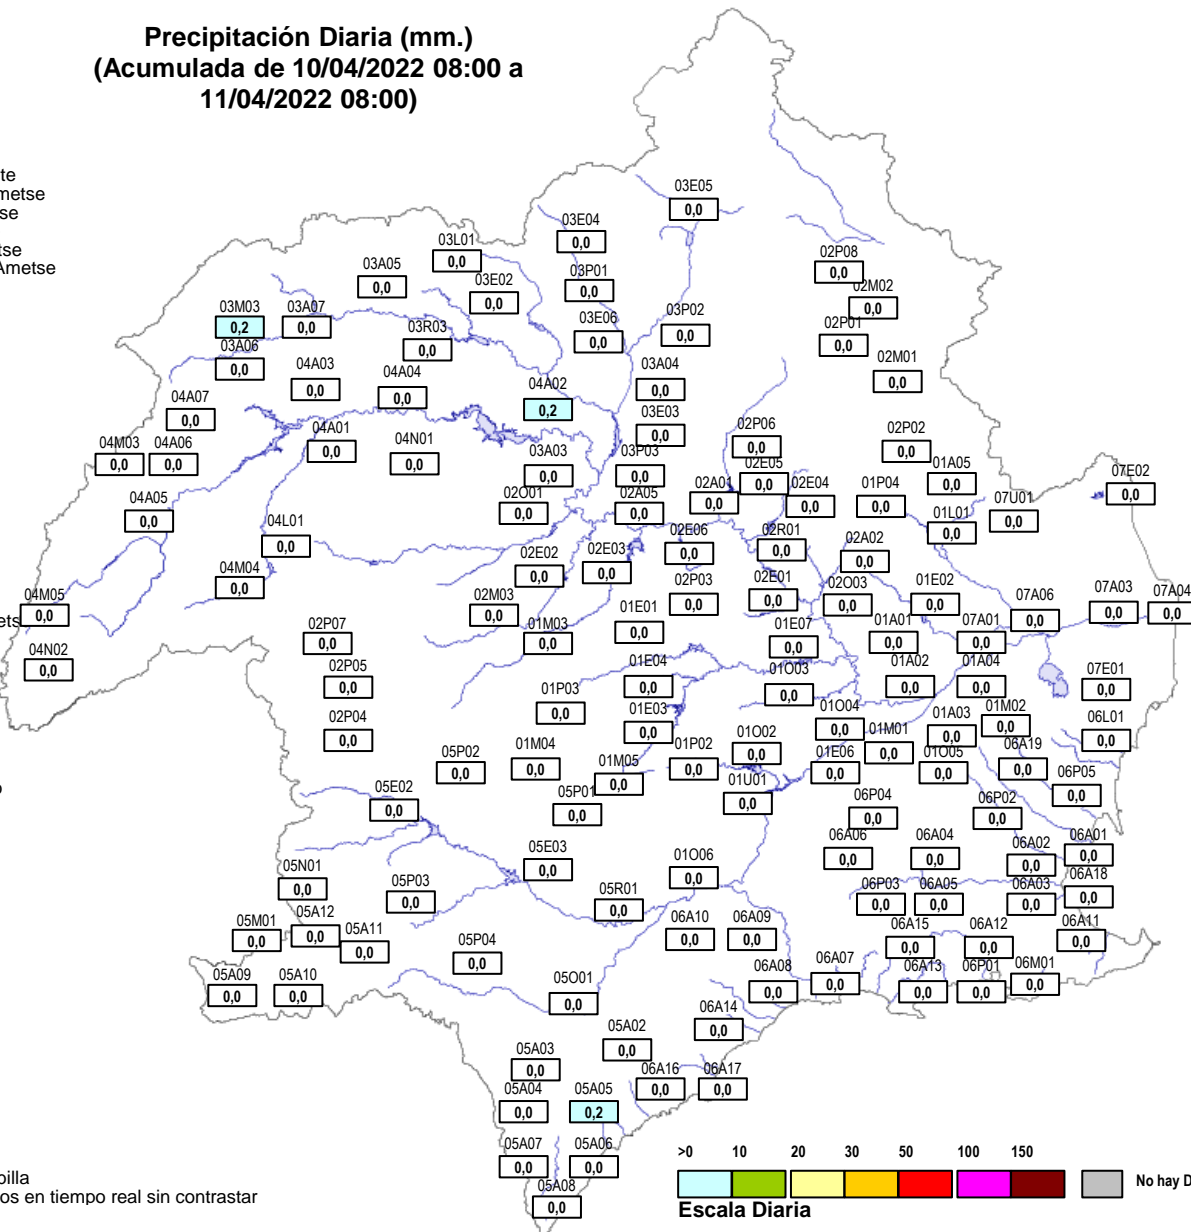 Precipitación Diaria (mm.)
(Acumulada de 10/04/2022 08:00 a
11/04/2022 08:00)
te
metse
se
tse
Ametse
ets
o
billa
os en tiempo real sin contrastar
03E05
0,0
03E04
0,0
03L01
0,0
03A05
0,0
03E02
0,0
03P01
0,0
02P08
0,0
02M02
0,0
03M03
0,2
03A07
0,0
03R03
0,0
03E06
0,0
03P02
0,0
02P01
0,0
03A06
0,0
04A03
0,0
04A04
0,0
04A02
0,2
03A04
0,0
02M01
0,0
04A07
0,0
03E03
0,0
04M03
0,0
04A06
0,0
04A01
0,0
04N01
0,0
03A03
0,0
03P03
0,0
02P06
0,0
02E05
0,0
02P02
0,0
01A05
0,0
07E02
0,0
04A05
0,0
02O01
0,0
02A05
0,0
02A01
0,0
02E04
0,0
01P04
0,0
07U01
0,0
01L01
0,0
04L01
0,0
02E06
0,0
02R01
0,0
02A02
0,0
04M04
0,0
02E02
0,0
02E03
0,0
02P03
0,0
02E01
0,0
02O03
0,0
01E02
0,0
07A06
0,0
07A03
0,0
07A04
0,0
04M05
0,0
02M03
0,0
01M03
0,0
01E01
0,0
01E07
0,0
01A01
0,0
07A01
0,0
02P07
0,0
04N02
0,0
02P05
0,0
01E04
0,0
01O03
0,0
01A02
0,0
01A04
0,0
07E01
0,0
01P03
0,0
01E03
0,0
01O04
0,0
01A03
0,0
01M02
0,0
06L01
0,0
02P04
0,0
05P02
0,0
01M04
0,0
01M05
0,0
01P02
0,0
01O02
0,0
01M01
0,0
01E06
0,0
01O05
0,0
06A19
0,0
06P05
0,0
05E02
0,0
05P01
0,0
01U01
0,0
06P04
0,0
06P02
0,0
05E03
0,0
01O06
0,0
06A06
0,0
06A04
0,0
06A02
0,0
06A01
0,0
05N01
0,0
05P03
0,0
05R01
0,0
06P03
0,0
06A05
0,0
06A03
0,0
06A18
0,0
05M01
0,0
05A12
0,0
05A11
0,0
05P04
0,0
06A10
0,0
06A09
0,0
06A15
0,0
06A12
0,0
06A11
0,0
05A09
0,0
05A10
0,0
05O01
0,0
06A08
0,0
06A07
0,0
06A13
0,0
06P01
0,0
06M01
0,0
05A02
0,0
06A14
0,0
05A03
0,0
06A16
0,0
06A17
0,0
05A04
0,0
05A05
0,2
05A07
0,0
05A06
0,0
05A08
0,0
>0 10 20 30 50 100 150
No hay D
Escala Diaria